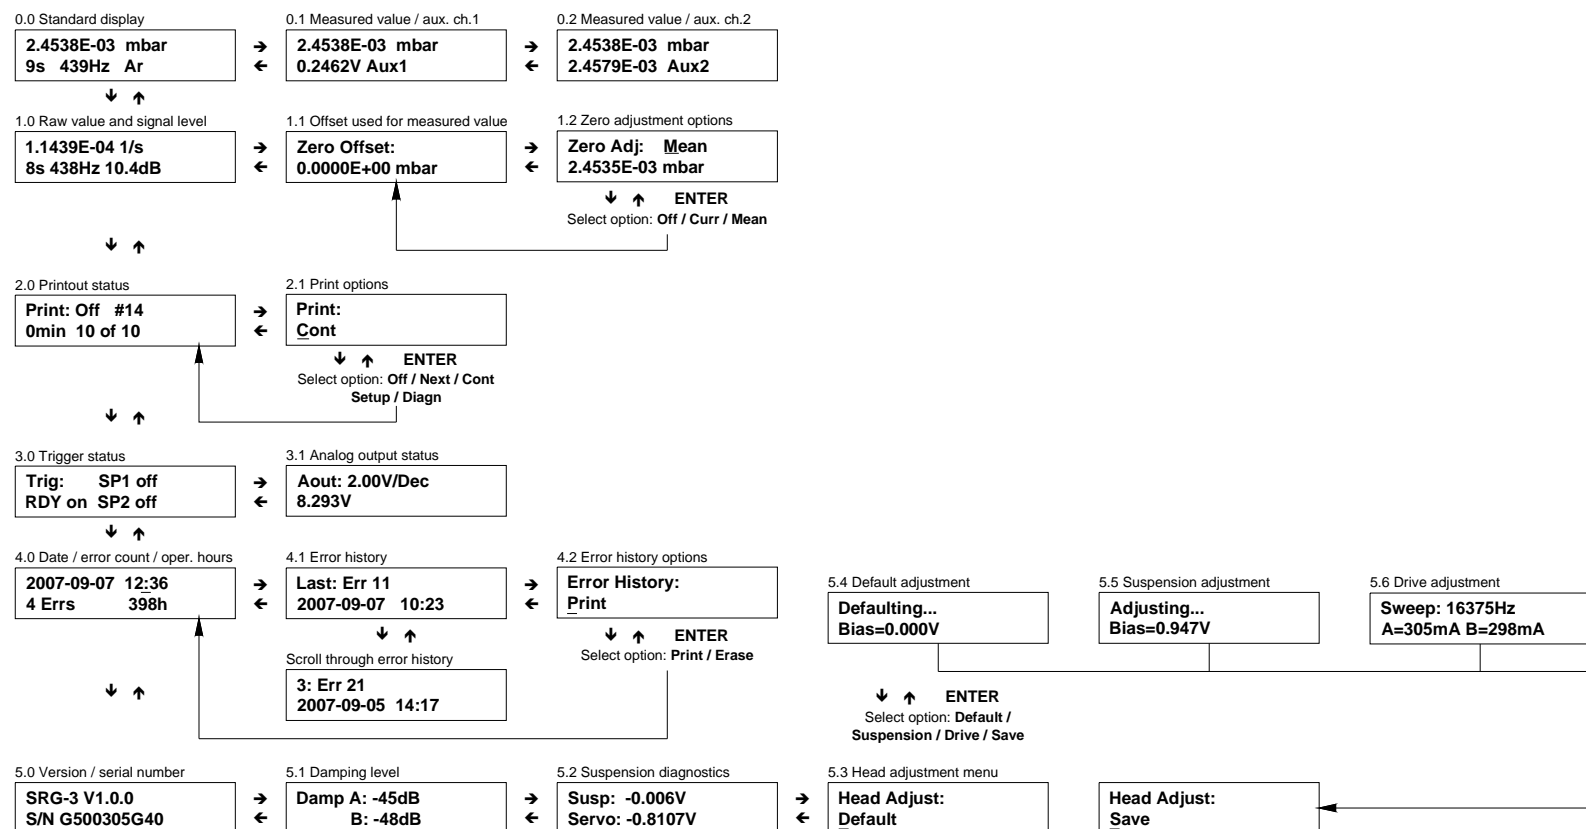 0.0 Standard display
2.4538E-03 mbar
9s 439Hz Ar
0.1 Measured value / aux. ch.1
2.4538E-03 mbar
0.2462V Aux1
0.2 Measured value / aux. ch.2
2.4538E-03 mbar
2.4579E-03 Aux2
1.0 Raw value and signal level
1.1439E-04 1/s
8s 438Hz 10.4dB
1.1 Offset used for measured value
Zero Offset:
0.0000E+00 mbar
1.2 Zero adjustment options
Zero Adj: Mean
2.4535E-03 mbar
ENTER
Select option: Off / Curr / Mean
2.0 Printout status
Print: Off #14
0min 10 of 10
2.1 Print options
Print:
Cont
ENTER
Select option: Off / Next / Cont
Setup / Diagn
3.0 Trigger status
Trig: SP1 off
RDY on SP2 off
3.1 Analog output status
Aout: 2.00V/Dec
8.293V
4.0 Date / error count / oper. hours
2007-09-07 12:36
4 Errs 398h
4.1 Error history
Last: Err 11
2007-09-07 10:23
Scroll through error history
3: Err 21
2007-09-05 14:17
4.2 Error history options
Error History:
Print
ENTER
Select option: Print / Erase
5.4 Default adjustment
Defaulting...
Bias=0.000V
5.5 Suspension adjustment
Adjusting...
Bias=0.947V
5.6 Drive adjustment
Sweep: 16375Hz
A=305mA B=298mA
ENTER
Select option: Default /
Suspension / Drive / Save
5.0 Version / serial number
SRG-3 V1.0.0
S/N G500305G40
5.1 Damping level
Damp A: -45dB
B: -48dB
5.2 Suspension diagnostics
Susp: -0.006V
Servo: -0.8107V
5.3 Head adjustment menu
Head Adjust:
Default
Head Adjust:
Save